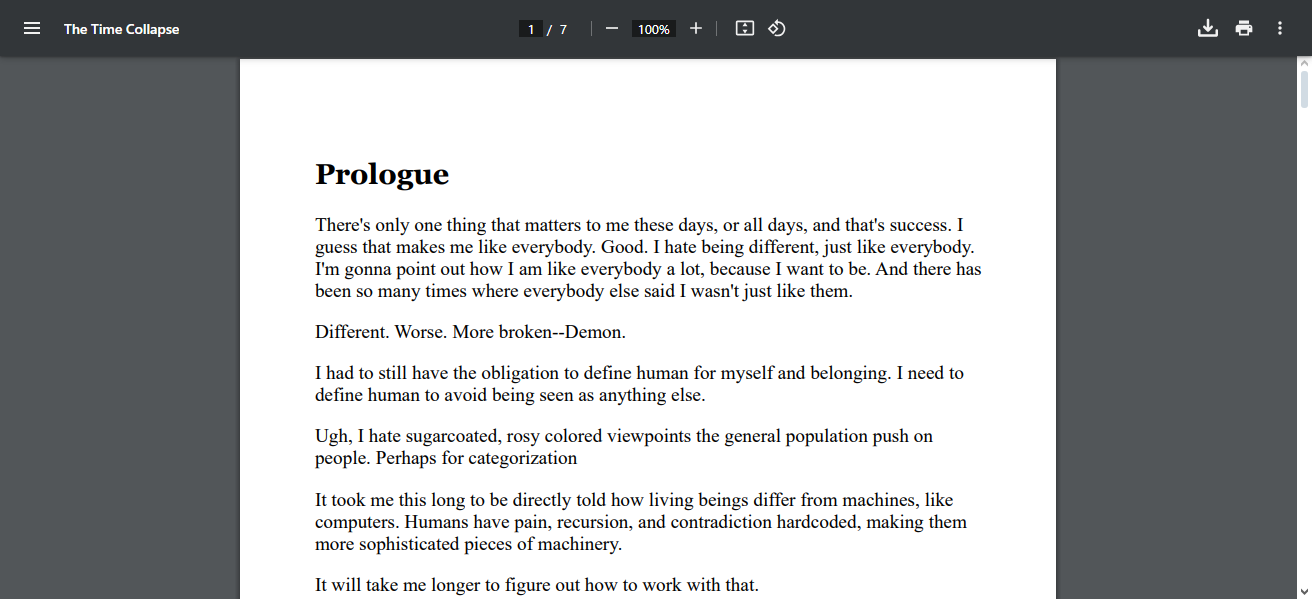 The Time Collapse
1 / 7
100%
Prologue
There's only one thing that matters to me these days, or all days, and that's success. I
guess that makes me like everybody. Good. I hate being different, just like everybody.
I'm gonna point out how I am like everybody a lot, because I want to be. And there has
been so many times where everybody else said I wasn't just like them.
Different. Worse. More broken--Demon.
I had to still have the obligation to define human for myself and belonging. I need to
define human to avoid being seen as anything else.
Ugh, I hate sugarcoated, rosy colored viewpoints the general population push on
people. Perhaps for categorization
It took me this long to be directly told how living beings differ from machines, like
computers. Humans have pain, recursion, and contradiction hardcoded, making them
more sophisticated pieces of machinery.
It will take me longer to figure out how to work with that.